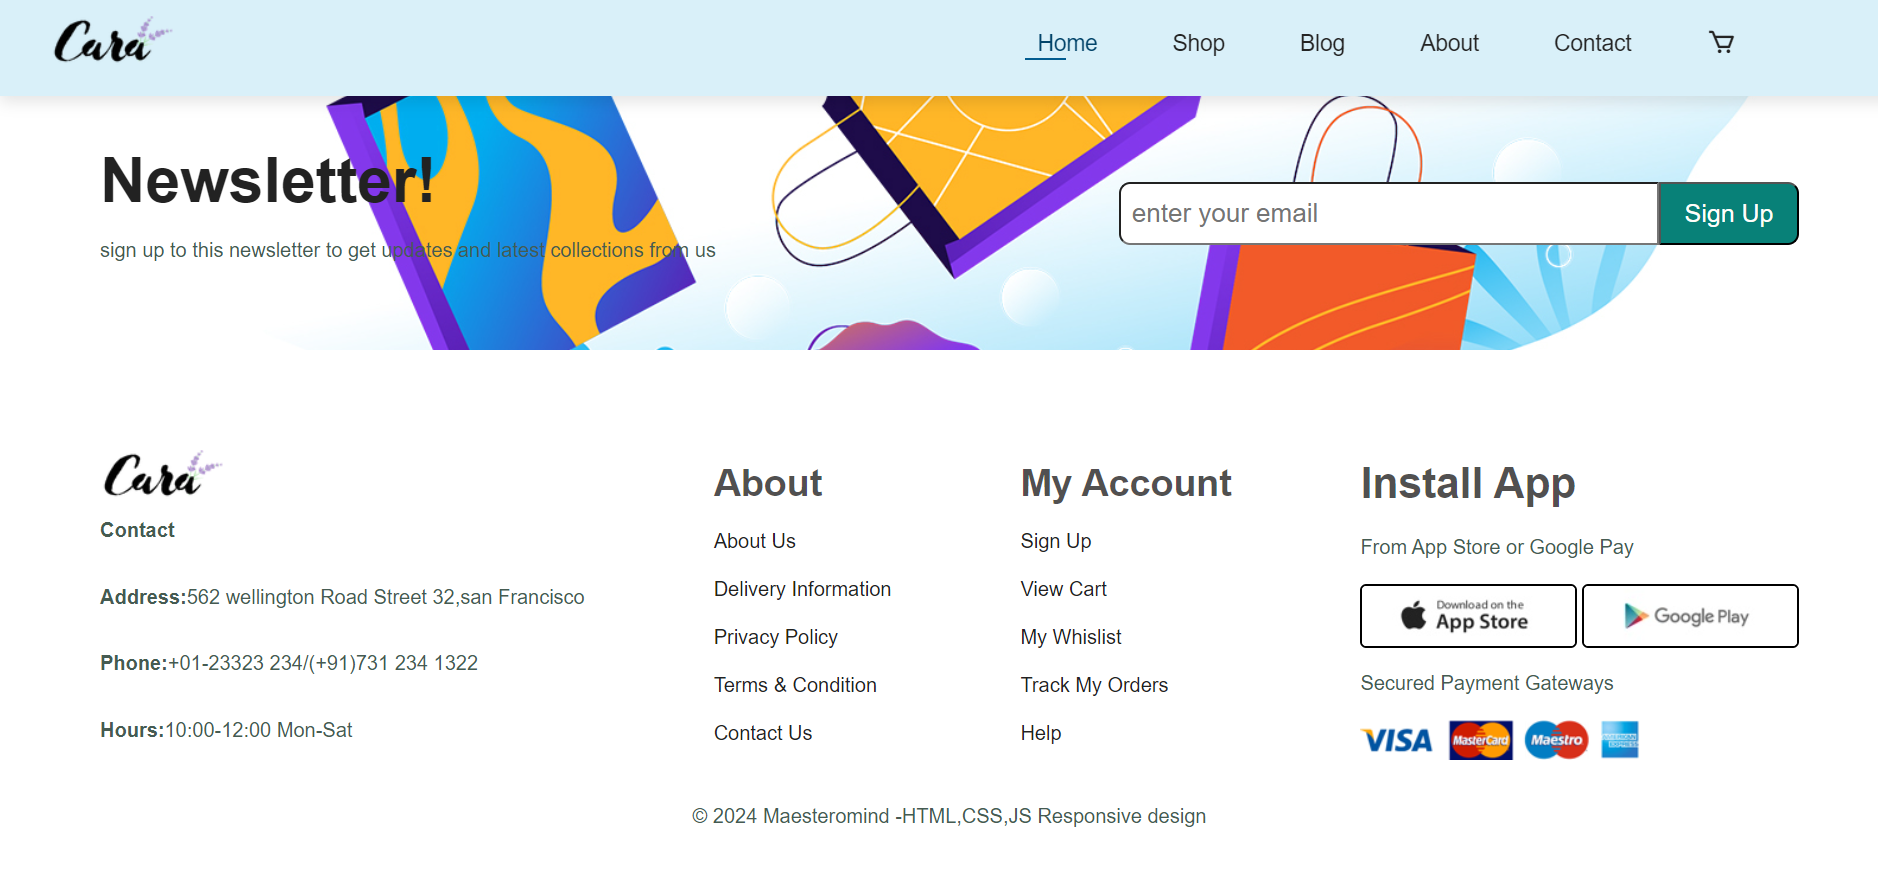 Cara
Home Shop Blog About Contact
Newsletter!
sign up to this newsletter to get updates and latest collections from us
enter your email
Sign Up
Cara
Contact
Address:562 wellington Road Street 32,san Francisco
Phone:+01-23323 234/(+91)731 234 1322
Hours:10:00-12:00 Mon-Sat
About
About Us
Delivery Information
Privacy Policy
Terms & Condition
Contact Us
My Account
Sign Up
View Cart
My Whislist
Track My Orders
Help
Install App
From App Store or Google Pay
Download on the
App Store
Google Play
Secured Payment Gateways
VISA MasterCard Maestro AMERICAN
EXPRESS
© 2024 Maesteromind -HTML,CSS,JS Responsive design